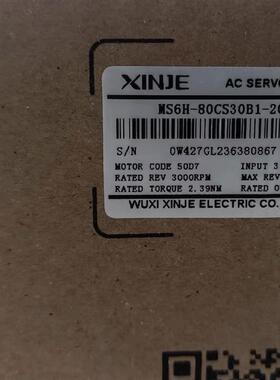 XINJE AC SERVO
MS6H-80CS30B1-2
S/N 0W427GL236380867
MOTOR CODE 50D7 INPUT 3
RATED REV 3000RPM MAX REV
RATED TORQUE 2.39NM RATED
WUXI XINJE ELECTRIC CO.